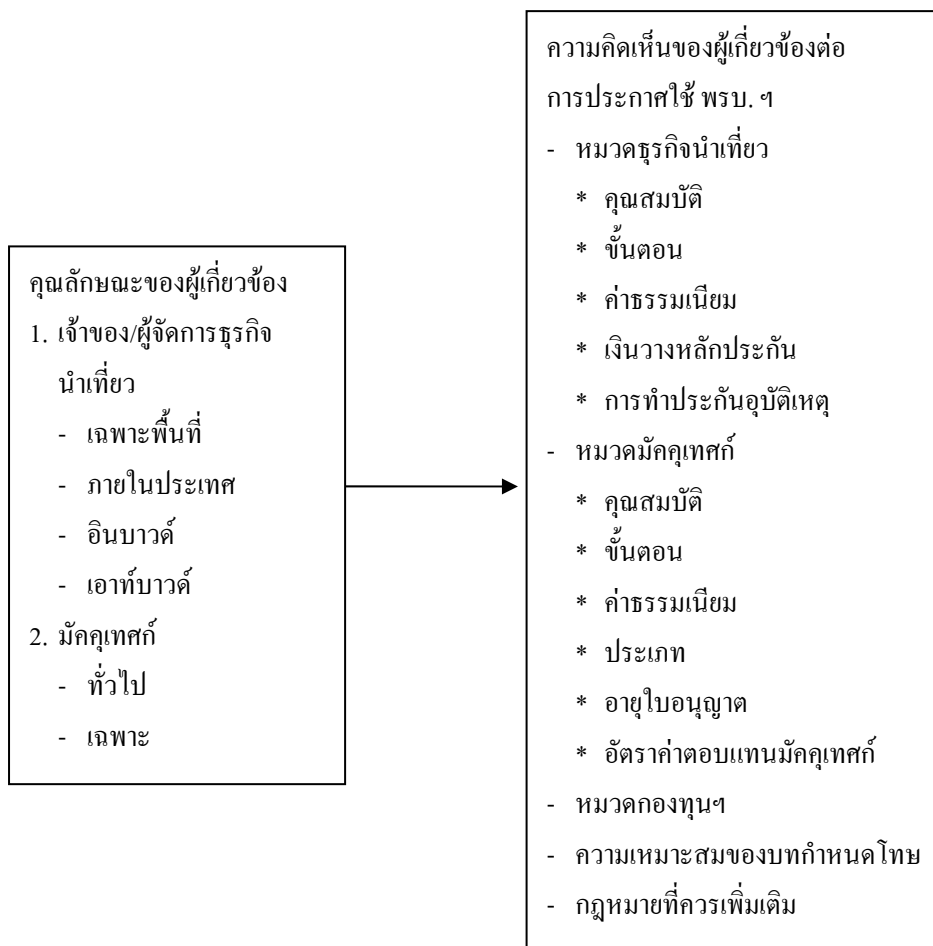 คุณลักษณะของผู้เกี่ยวข้อง
1. เจ้าของ/ผู้จัดการธุรกิจ
นำเที่ยว
- เฉพาะพื้นที่
- ภายในประเทศ
- อินบาวด์
- เอาท์บาวด์
2. มัคคุเทศก์
- ทั่วไป
- เฉพาะ
ความคิดเห็นของผู้เกี่ยวข้องต่อ
การประกาศใช้ พรบ. ฯ
- หมวดธุรกิจนำเที่ยว
* คุณสมบัติ
* ขั้นตอน
* ค่าธรรมเนียม
* เงินวางหลักประกัน
* การทำประกันอุบัติเหตุ
- หมวดมัคคุเทศก์
* คุณสมบัติ
* ขั้นตอน
* ค่าธรรมเนียม
* ประเภท
* อายุใบอนุญาต
* อัตราค่าตอบแทนมัคคุเทศก์
- หมวดกองทุนฯ
- ความเหมาะสมของบทกำหนดโทษ
- กฎหมายที่ควรเพิ่มเติม